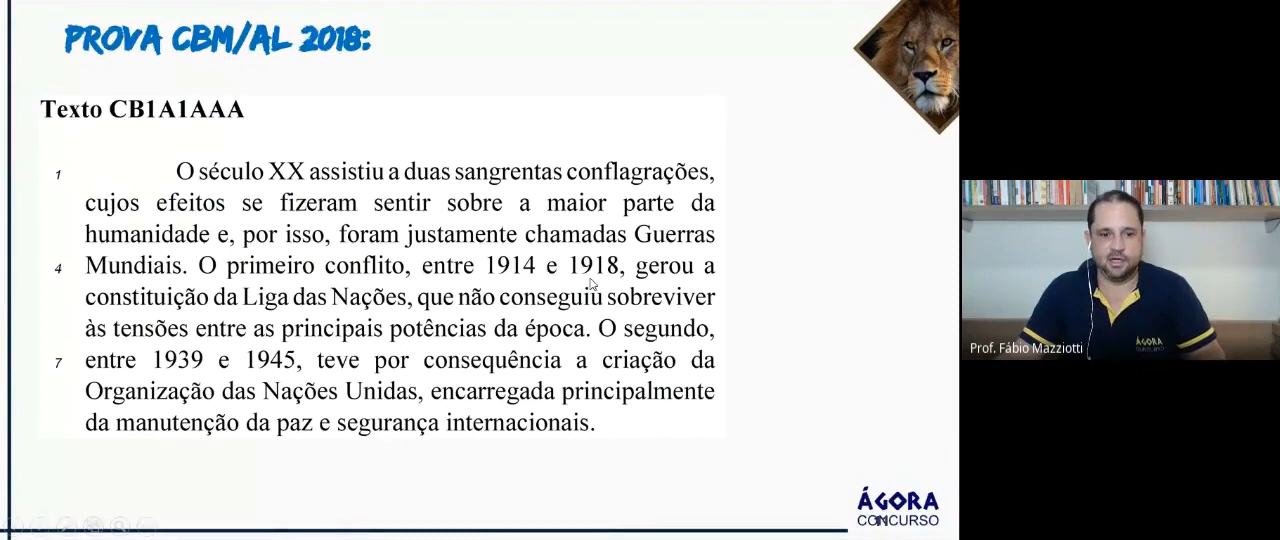 PROVA CBM/AL 2018:
Texto CB1A1AAA
1 O século XX assistiu a duas sangrentas conflagrações,
cujos efeitos se fizeram sentir sobre a maior parte da
humanidade e, por isso, foram justamente chamadas Guerras
4 Mundiais. O primeiro conflito, entre 1914 e 1918, gerou a
constituição da Liga das Nações, que não conseguiu sobreviver
às tensões entre as principais potências da época. O segundo,
7 entre 1939 e 1945, teve por consequência a criação da
Organização das Nações Unidas, encarregada principalmente
da manutenção da paz e segurança internacionais.
ÁGORA
CONCURSO
ÁGORA
Prof. Fábio Mazziotti